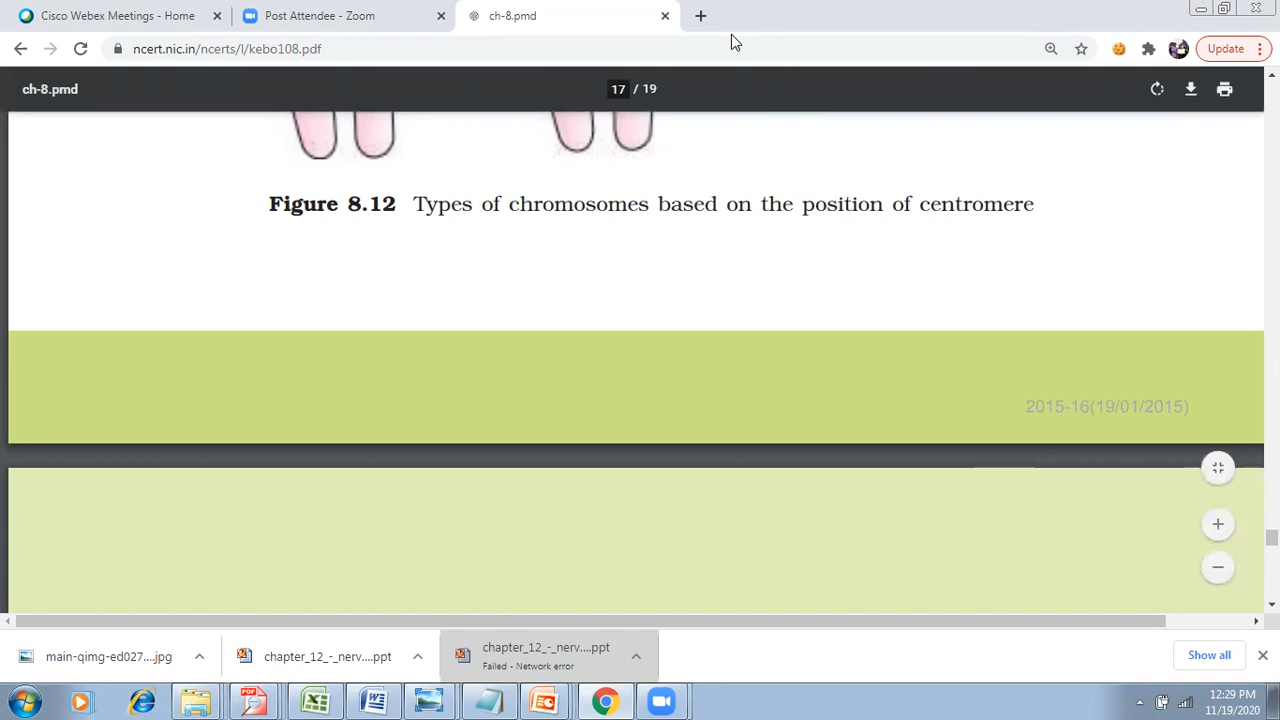 Cisco Webex Meetings - Home
Post Attendee - Zoom
ch-8.pmd
ncert.nic.in/ncerts/l/kebo108.pdf
Update
ch-8.pmd
17 / 19
Figure 8.12 Types of chromosomes based on the position of centromere
2015-16(19/01/2015)
main-qimg-ed027....jpg
chapter_12_-_nerv....ppt
chapter_12_-_nerv....ppt
Failed - Network error
Show all
12:29 PM
11/19/2020